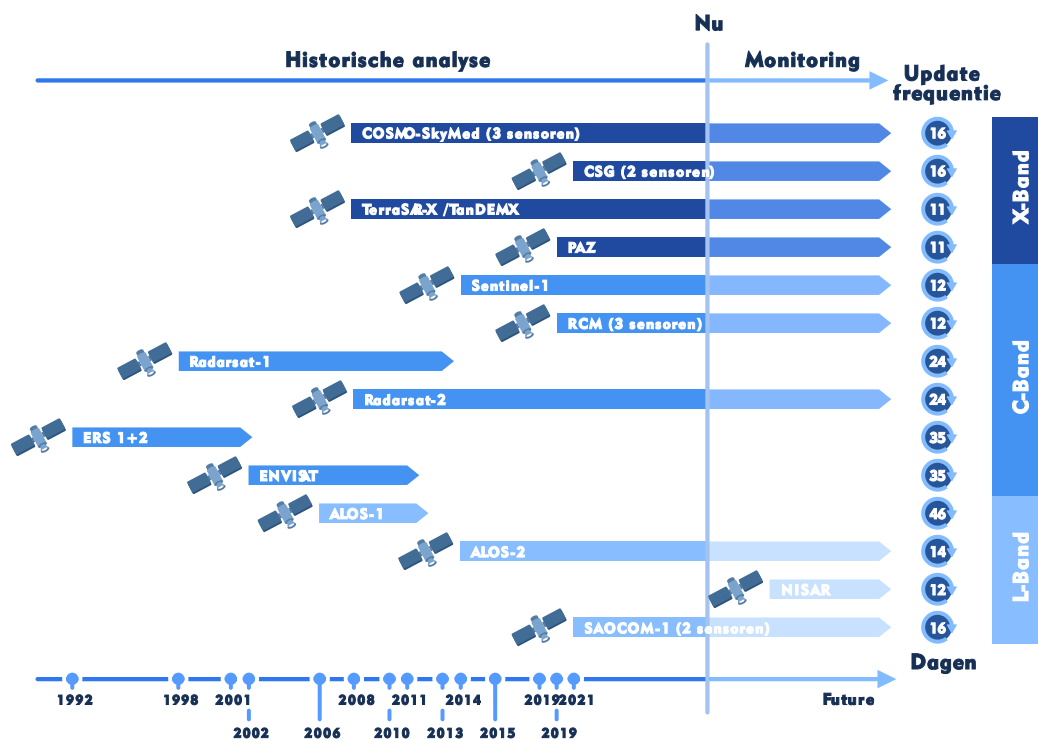 Nu
Historische analyse
Monitoring
Update
frequentie
COSMO-SkyMed (3 sensoren)
16
CSG (2 sensoren)
16
TerraSAR-X /TanDEMX
11
PAZ
11
X-Band
Sentinel-1
12
RCM (3 sensoren)
12
Radarsat-1
24
Radarsat-2
24
ERS 1+2
35
ENVISAT
35
C-Band
ALOS-1
46
ALOS-2
14
NISAR
12
SAOCOM-1 (2 sensoren)
16
L-Band
Dagen
1992 1998 2001 2008 2011 2014 2019 2021 Future
2002 2006 2010 2013 2015 2019